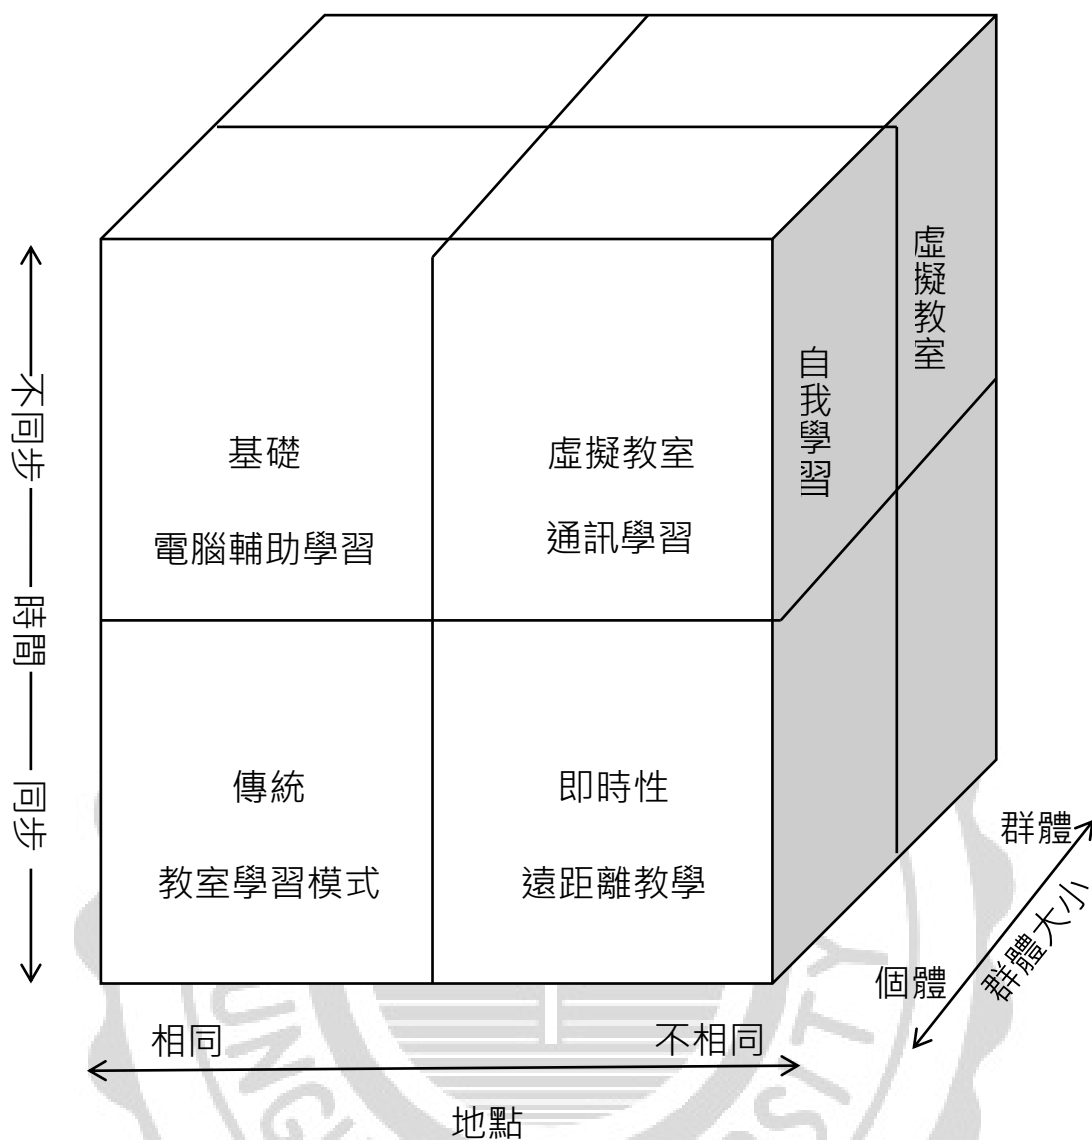 虛擬教室
自我學習
基礎
電腦輔助學習
虛擬教室
通訊學習
傳統
教室學習模式
即時性
遠距離教學
不同步
時間
同步
群體
群體大小
個體
相同
不相同
地點
UNG
ERSITY